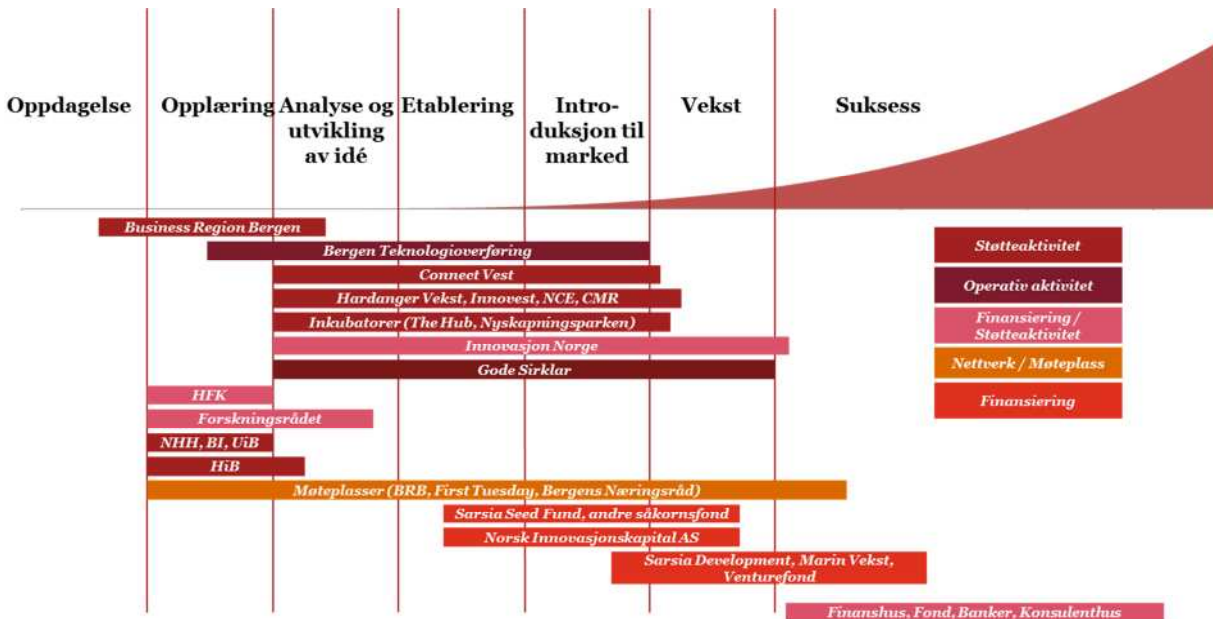 Oppdagelse
Opplæring
Analyse og
utvikling
av idé
Etablering
Intro-
duksjon til
marked
Vekst
Suksess
Business Region Bergen
Bergen Teknologioverføring
Connect Vest
Hardanger Vekst, Innovest, NCE, CMR
Inkubatorer (The Hub, Nyskapningsparken)
Innovasjon Norge
Gode Sirklar
HFK
Forskningsrådet
NHH, BI, UiB
HiB
Møteplasser (BRB, First Tuesday, Bergens Næringsråd)
Sarsia Seed Fund, andre såkornsfond
Norsk Innovasjonskapital AS
Sarsia Development, Marin Vekst,
Venturefond
Finanshus, Fond, Banker, Konsulenthus
Støtteaktivitet
Operativ aktivitet
Finansiering /
Støtteaktivitet
Nettverk / Møteplass
Finansiering